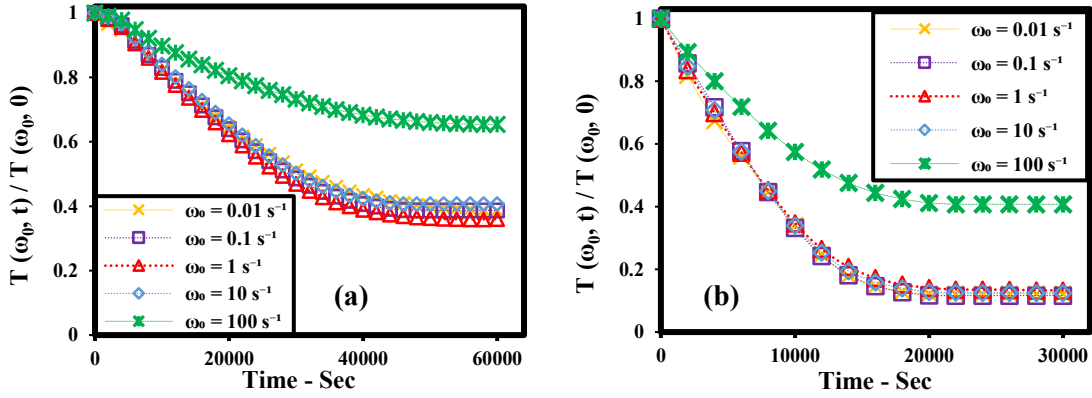 T (ω₀, t) / T (ω₀, 0)
1
0.8
0.6
0.4
0.2
0
0
20000
40000
60000
Time - Sec
ω₀ = 0.01 s⁻¹
ω₀ = 0.1 s⁻¹
ω₀ = 1 s⁻¹
ω₀ = 10 s⁻¹
ω₀ = 100 s⁻¹
(a)
T (ω₀, t) / T (ω₀, 0)
1
0.8
0.6
0.4
0.2
0
0
10000
20000
30000
Time - Sec
ω₀ = 0.01 s⁻¹
ω₀ = 0.1 s⁻¹
ω₀ = 1 s⁻¹
ω₀ = 10 s⁻¹
ω₀ = 100 s⁻¹
(b)